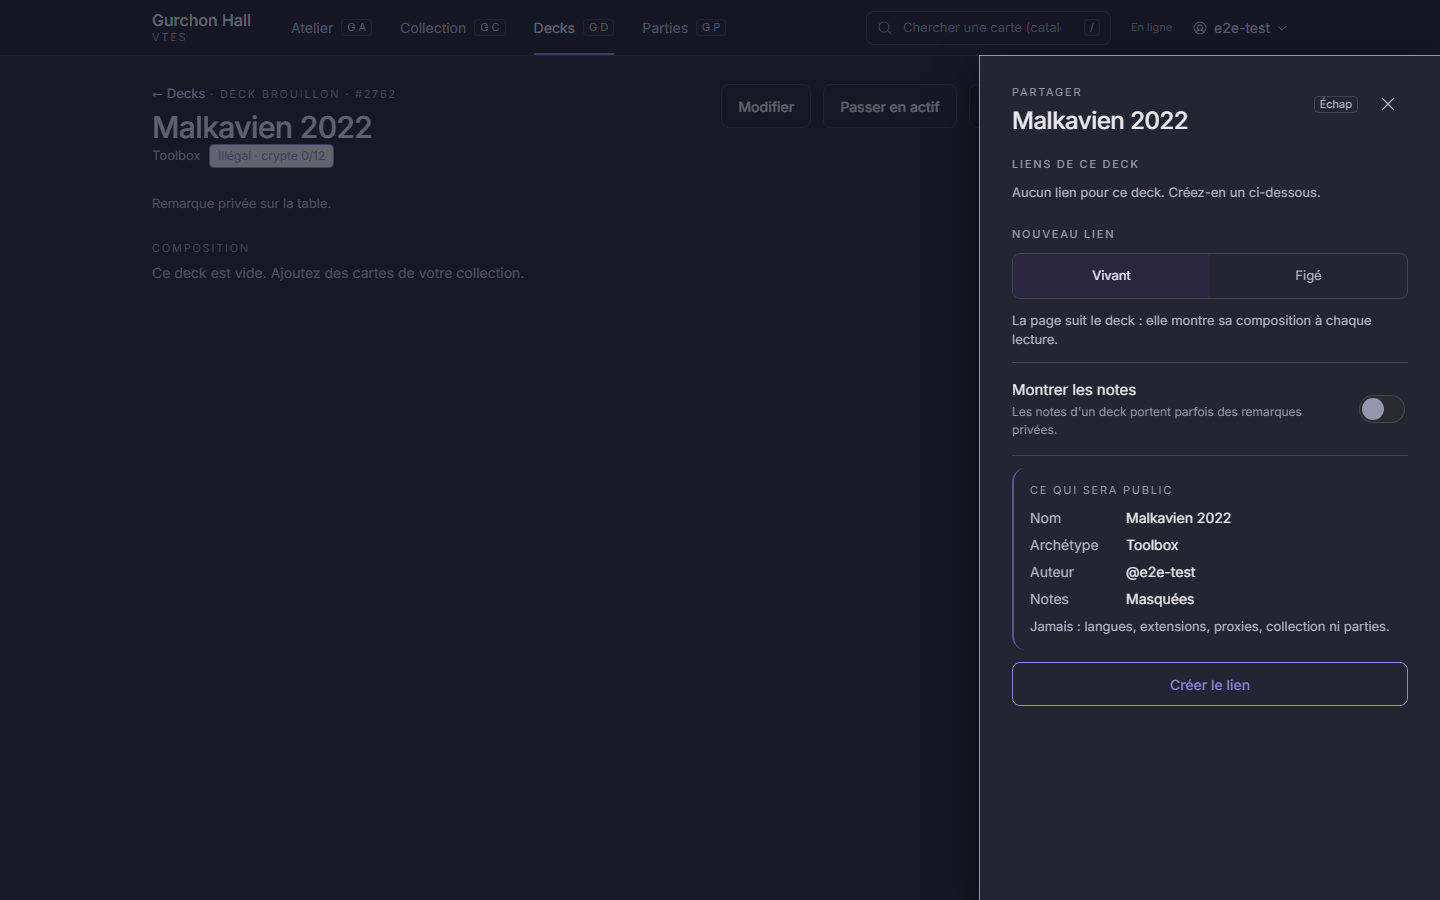 Gurchon Hall
VTES
Atelier G A
Collection G C
Decks G D
Parties G P
Chercher une carte (catal /
En ligne
e2e-test
← Decks · DECK BROUILLON · #2762
Malkavien 2022
Toolbox Illégal · crypte 0/12
Modifier
Passer en actif
Remarque privée sur la table.
COMPOSITION
Ce deck est vide. Ajoutez des cartes de votre collection.
PARTAGER
Malkavien 2022
Échap
LIENS DE CE DECK
Aucun lien pour ce deck. Créez-en un ci-dessous.
NOUVEAU LIEN
Vivant
Figé
La page suit le deck : elle montre sa composition à chaque
lecture.
Montrer les notes
Les notes d'un deck portent parfois des remarques
privées.
CE QUI SERA PUBLIC
Nom Malkavien 2022
Archétype Toolbox
Auteur @e2e-test
Notes Masquées
Jamais : langues, extensions, proxies, collection ni parties.
Créer le lien